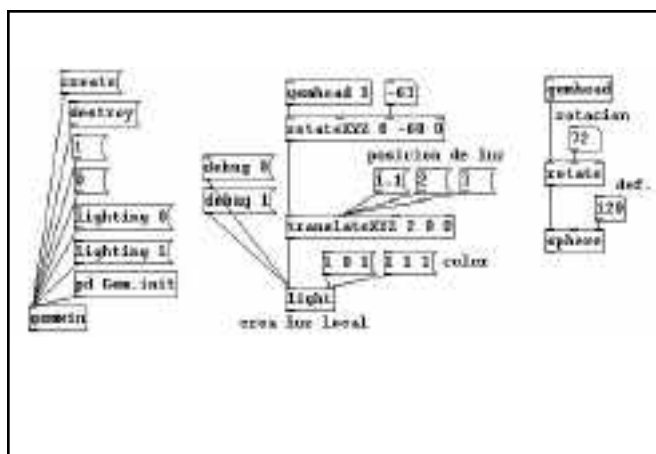 create
destroy
1
0
lighting 0
lighting 1
pd Gem.init
gemwin
gemhead 1
-61
rotateXYZ 0 -60 0
posicion de luz
debug 0
debug 1
1.1
2
translateXYZ 2 0 0
1 0 1
1 1 1
color
light
crea luz local
gemhead
rotacion
72
rotate
def.
120
sphere